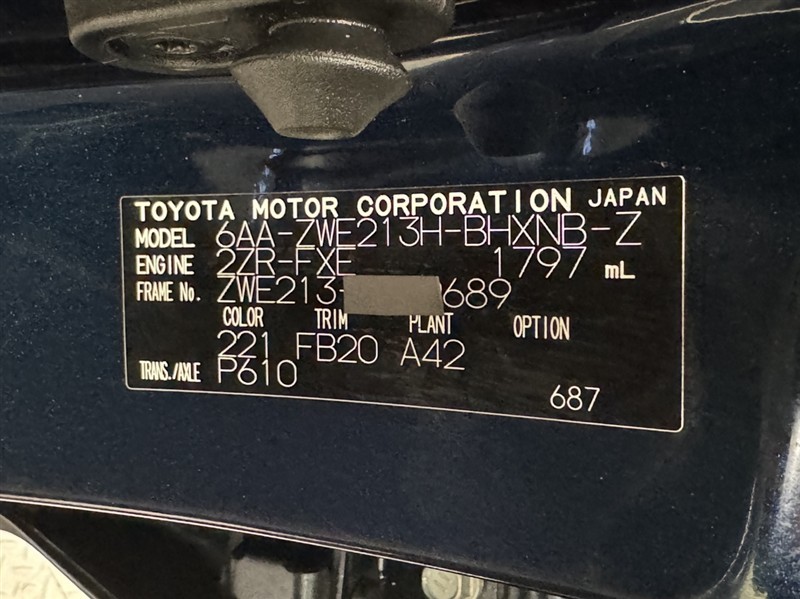 TOYOTA MOTOR CORPORATION JAPAN
MODEL 6AA-ZWE213H-BHXNB-Z
ENGINE 2ZR-FXE 1797 mL
FRAME No. ZWE213- 689
COLOR TRIM PLANT OPTION
221 FB20 A42
TRANS./AXLE P610
687